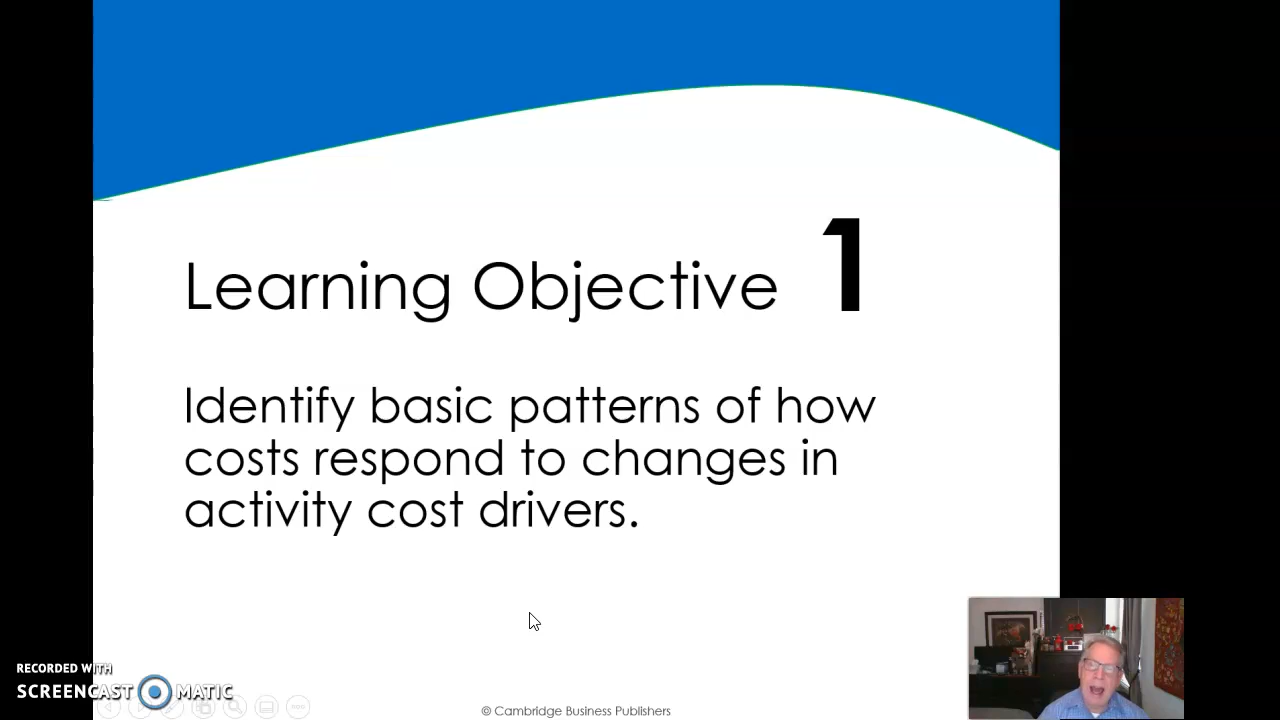 Learning Objective 1
Identify basic patterns of how
costs respond to changes in
activity cost drivers.
RECORDED WITH
SCREENCAST MATIC
© Cambridge Business Publishers